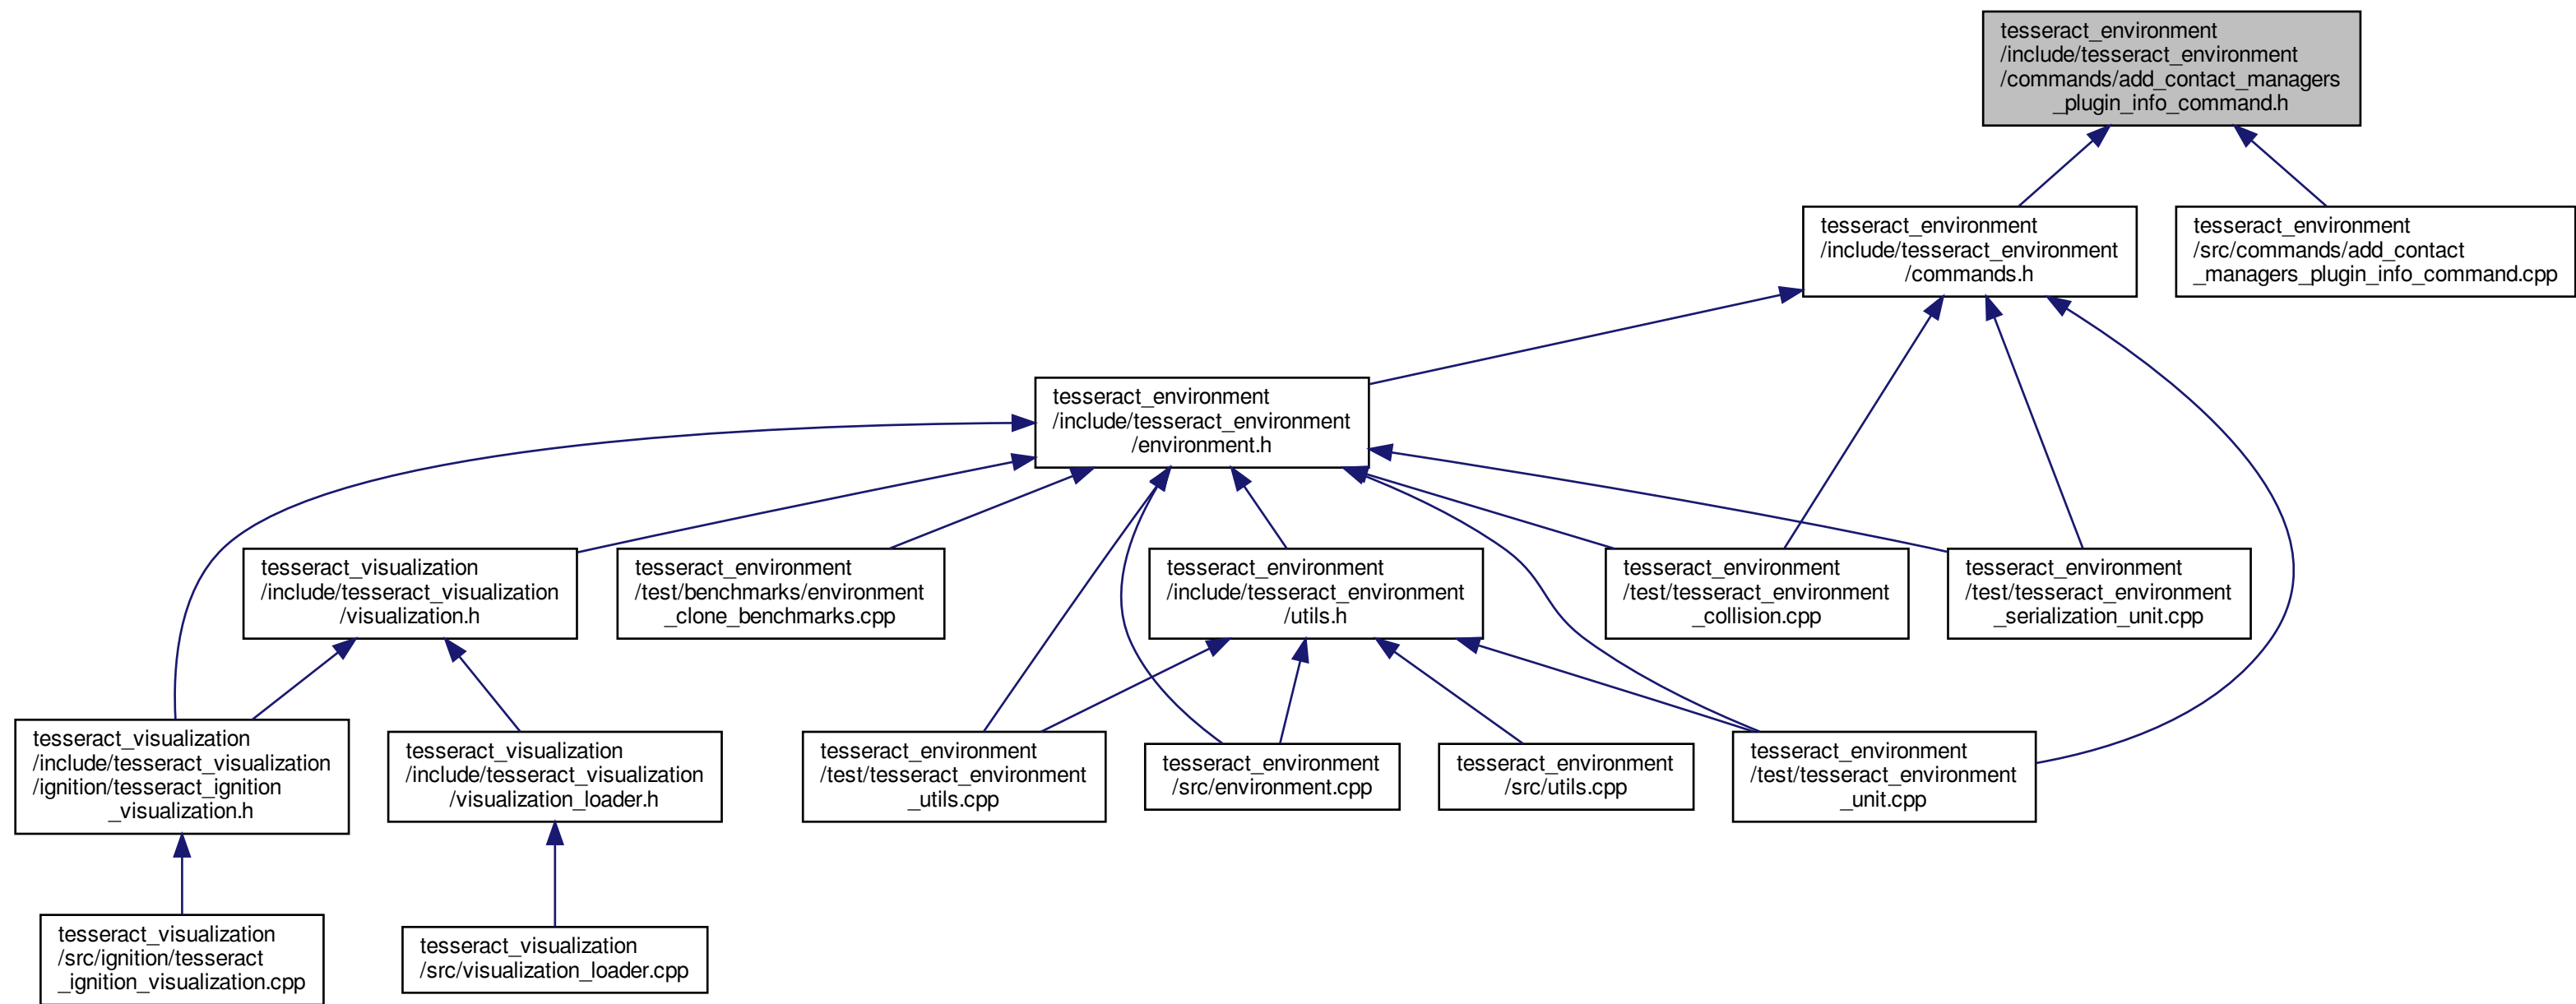 tesseract_environment
/include/tesseract_environment
/commands/add_contact_managers
_plugin_info_command.h
tesseract_environment
/include/tesseract_environment
/commands.h
tesseract_environment
/src/commands/add_contact
_managers_plugin_info_command.cpp
tesseract_environment
/include/tesseract_environment
/environment.h
tesseract_visualization
/include/tesseract_visualization
/visualization.h
tesseract_environment
/test/benchmarks/environment
_clone_benchmarks.cpp
tesseract_environment
/include/tesseract_environment
/utils.h
tesseract_environment
/test/tesseract_environment
_collision.cpp
tesseract_environment
/test/tesseract_environment
_serialization_unit.cpp
tesseract_visualization
/include/tesseract_visualization
/ignition/tesseract_ignition
_visualization.h
tesseract_visualization
/include/tesseract_visualization
/visualization_loader.h
tesseract_environment
/test/tesseract_environment
_utils.cpp
tesseract_environment
/src/environment.cpp
tesseract_environment
/src/utils.cpp
tesseract_environment
/test/tesseract_environment
_unit.cpp
tesseract_visualization
/src/ignition/tesseract
_ignition_visualization.cpp
tesseract_visualization
/src/visualization_loader.cpp